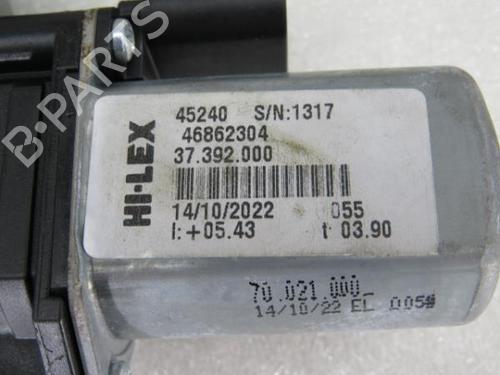 B-PARTS
HI-LEX
45240 S/N:1317
46862304
37.392.000
14/10/2022 055
I:+05.43 t 03.90
70.021.000
14/10/22 EL 0055